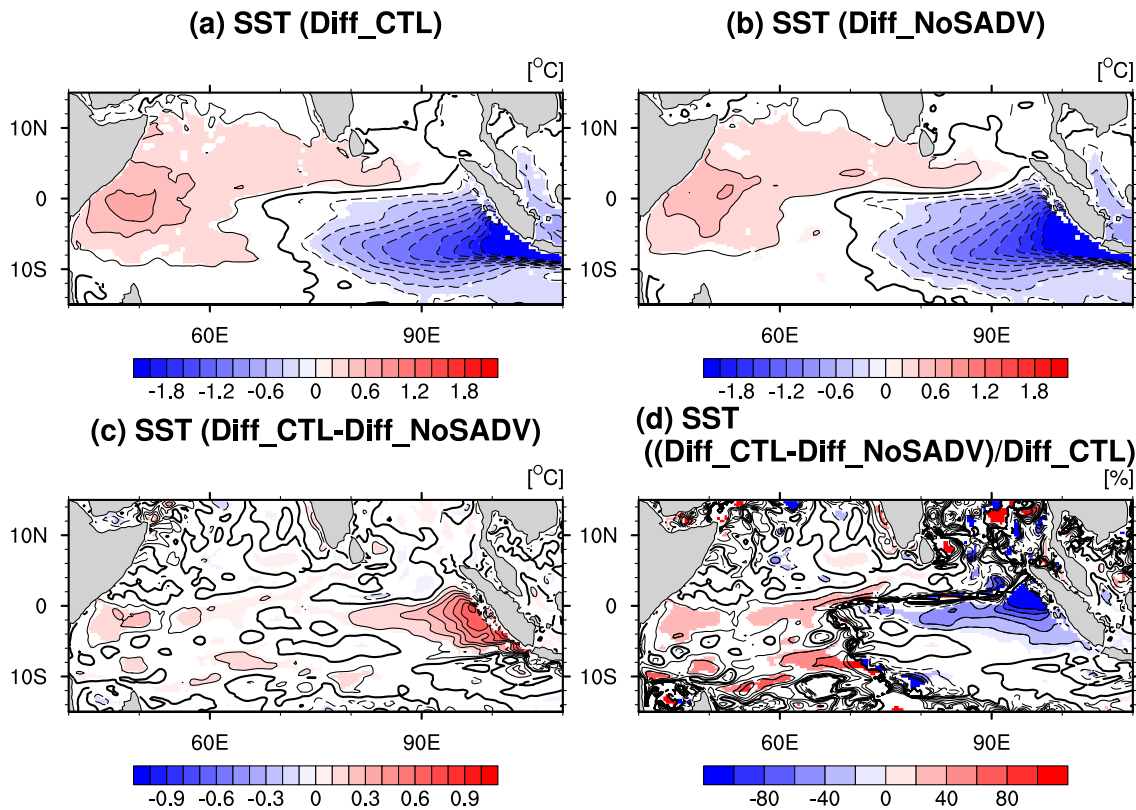 (a) SST (Diff_CTL)
[°C]
10N
0
10S
60E
90E
-1.8 -1.2 -0.6 0 0.6 1.2 1.8
(b) SST (Diff_NoSADV)
[°C]
10N
0
10S
60E
90E
-1.8 -1.2 -0.6 0 0.6 1.2 1.8
(c) SST (Diff_CTL-Diff_NoSADV)
[°C]
10N
0
10S
60E
90E
-0.9 -0.6 -0.3 0 0.3 0.6 0.9
(d) SST
((Diff_CTL-Diff_NoSADV)/Diff_CTL)
[%]
10N
0
10S
60E
90E
-80 -40 0 40 80